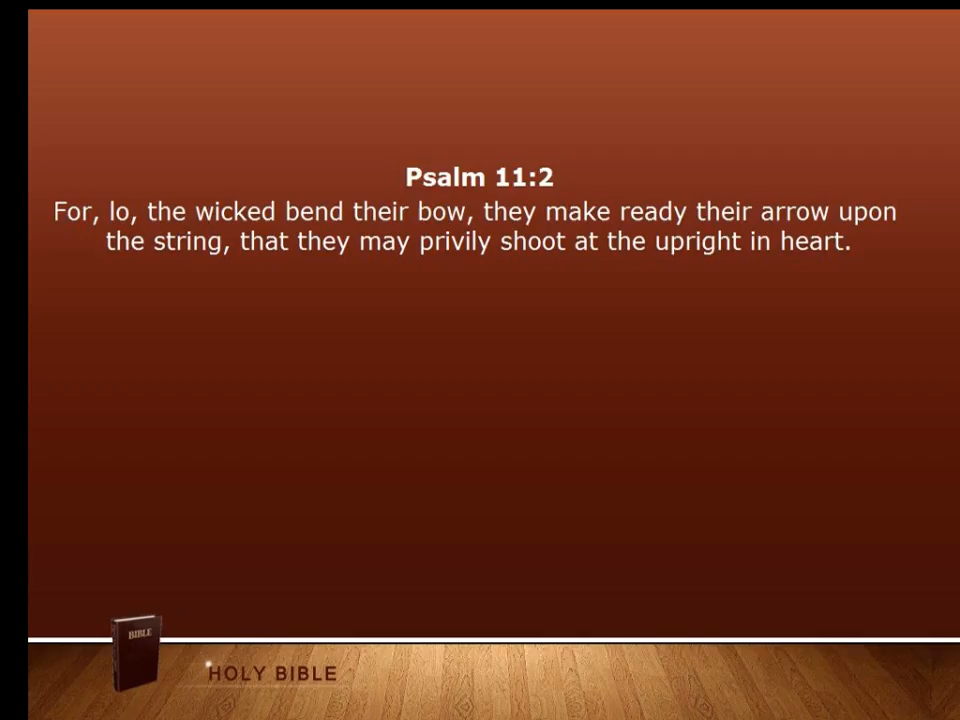 Psalm 11:2
For, lo, the wicked bend their bow, they make ready their arrow upon
the string, that they may privily shoot at the upright in heart.
BIBLE
HOLY BIBLE